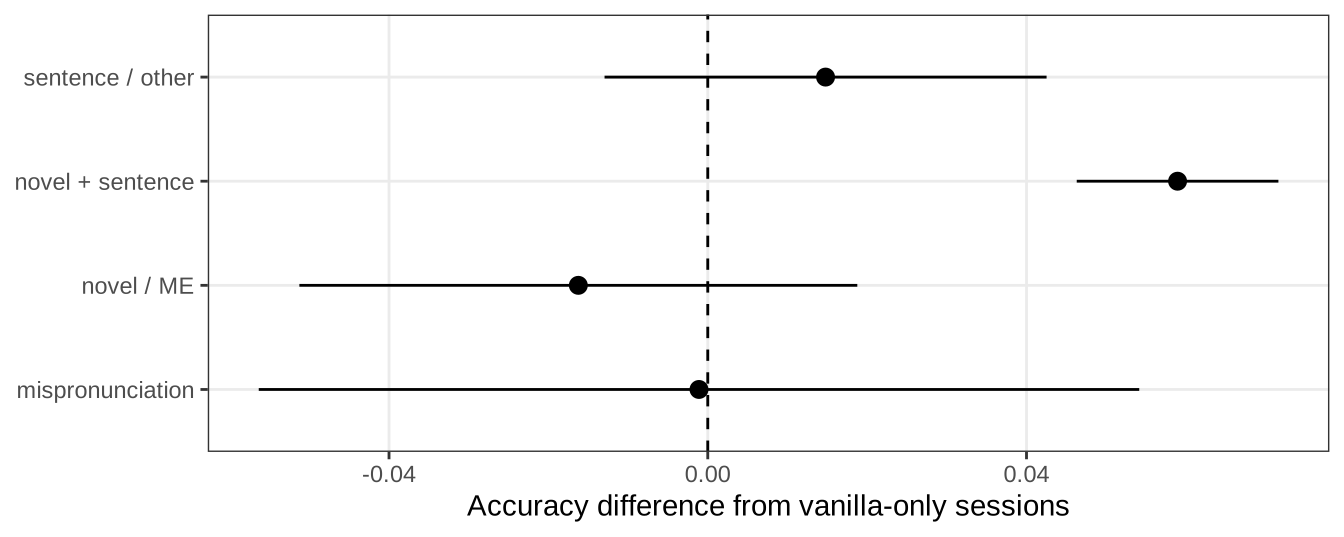 sentence / other
novel + sentence
novel / ME
mispronunciation
-0.04 0.00 0.04
Accuracy difference from vanilla-only sessions